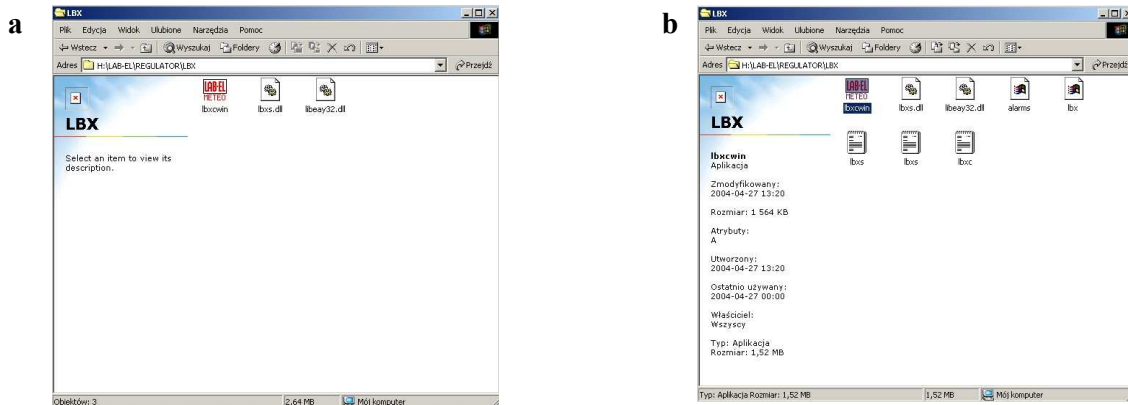 a
LBX
Plik Edycja Widok Ulubione Narzędzia Pomoc
Wstecz Wyszukaj Foldery
Adres H:\LAB-EL\REGULATOR\LBX Przejdź
LAB-EL
METEO
lbxcwin lbxs.dll libeay32.dll
LBX
Select an item to view its
description.
Obiektów: 3 2,64 MB Mój komputer
b
LBX
Plik Edycja Widok Ulubione Narzędzia Pomoc
Wstecz Wyszukaj Foldery
Adres H:\LAB-EL\REGULATOR\LBX Przejdź
LAB-EL
METEO
lbxcwin lbxs.dll libeay32.dll alarms lbx
LBX
lbxs lbxs lbxc
lbxcwin
Aplikacja
Zmodyfikowany:
2004-04-27 13:20
Rozmiar: 1 564 KB
Atrybuty:
A
Utworzony:
2004-04-27 13:20
Ostatnio używany:
2004-04-27 00:00
Właściciel:
Wszyscy
Typ: Aplikacja
Rozmiar: 1,52 MB
Typ: Aplikacja Rozmiar: 1,52 MB 1,52 MB Mój komputer